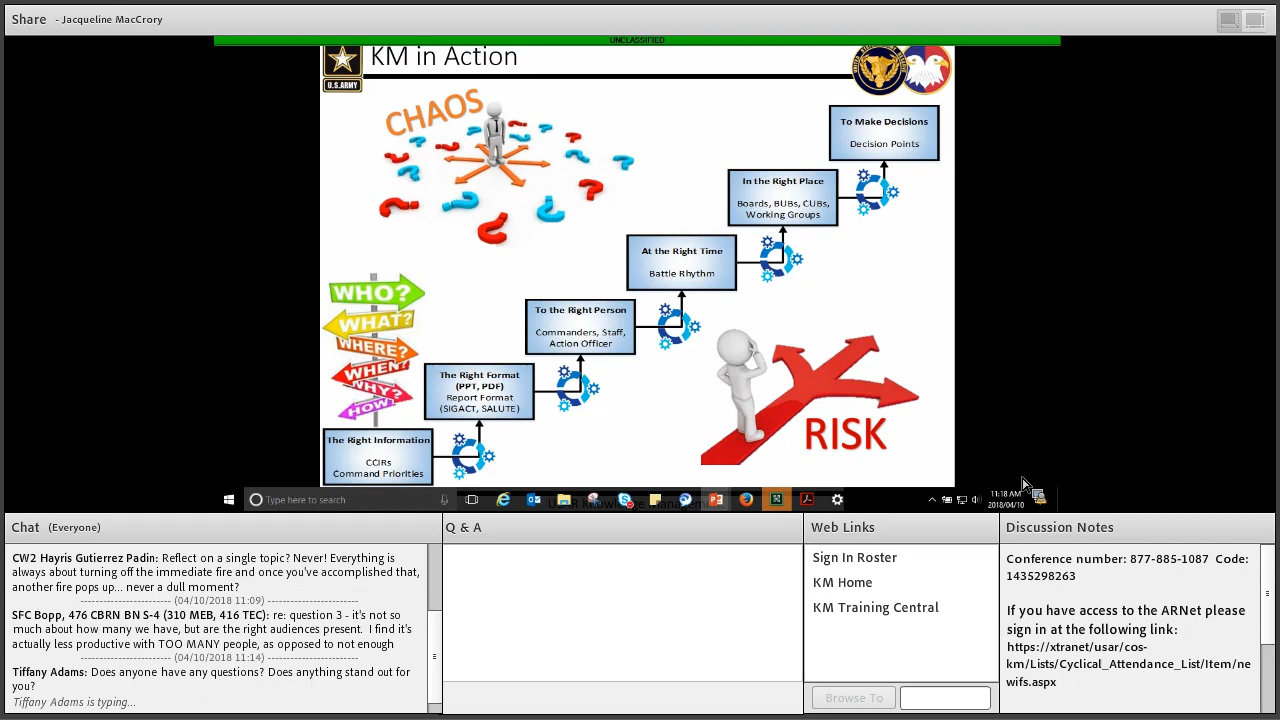 Share - Jacqueline MacCrory
UNCLASSIFIED
KM in Action
U.S.ARMY
CHAOS
To Make Decisions
Decision Points
In the Right Place
Boards, BUBs, CUBs,
Working Groups
At the Right Time
Battle Rhythm
To the Right Person
Commanders, Staff,
Action Officer
The Right Format
(PPT, PDF)
Report Format
(SIGACT, SALUTE)
The Right Information
CCIRs
Command Priorities
WHO?
WHAT?
WHERE?
WHEN?
WHY?
HOW?
RISK
Type here to search
11:18 AM
2018/04/10
Chat (Everyone)
CW2 Hayris Gutierrez Padin: Reflect on a single topic? Never! Everything is
always about turning off the immediate fire and once you've accomplished that,
another fire pops up... never a dull moment?
------------------------ (04/10/2018 11:09) ------------------------
SFC Bopp, 476 CBRN BN S-4 (310 MEB, 416 TEC): re: question 3 - it's not so
much about how many we have, but are the right audiences present. I find it's
actually less productive with TOO MANY people, as opposed to not enough
------------------------ (04/10/2018 11:14) ------------------------
Tiffany Adams: Does anyone have any questions? Does anything stand out for
you?
Tiffany Adams is typing...
Q & A
Web Links
Sign In Roster
KM Home
KM Training Central
Browse To
Discussion Notes
Conference number: 877-885-1087 Code:
1435298263
If you have access to the ARNet please
sign in at the following link:
https://xtranet/usar/cos-
km/Lists/Cyclical_Attendance_List/Item/ne
wifs.aspx